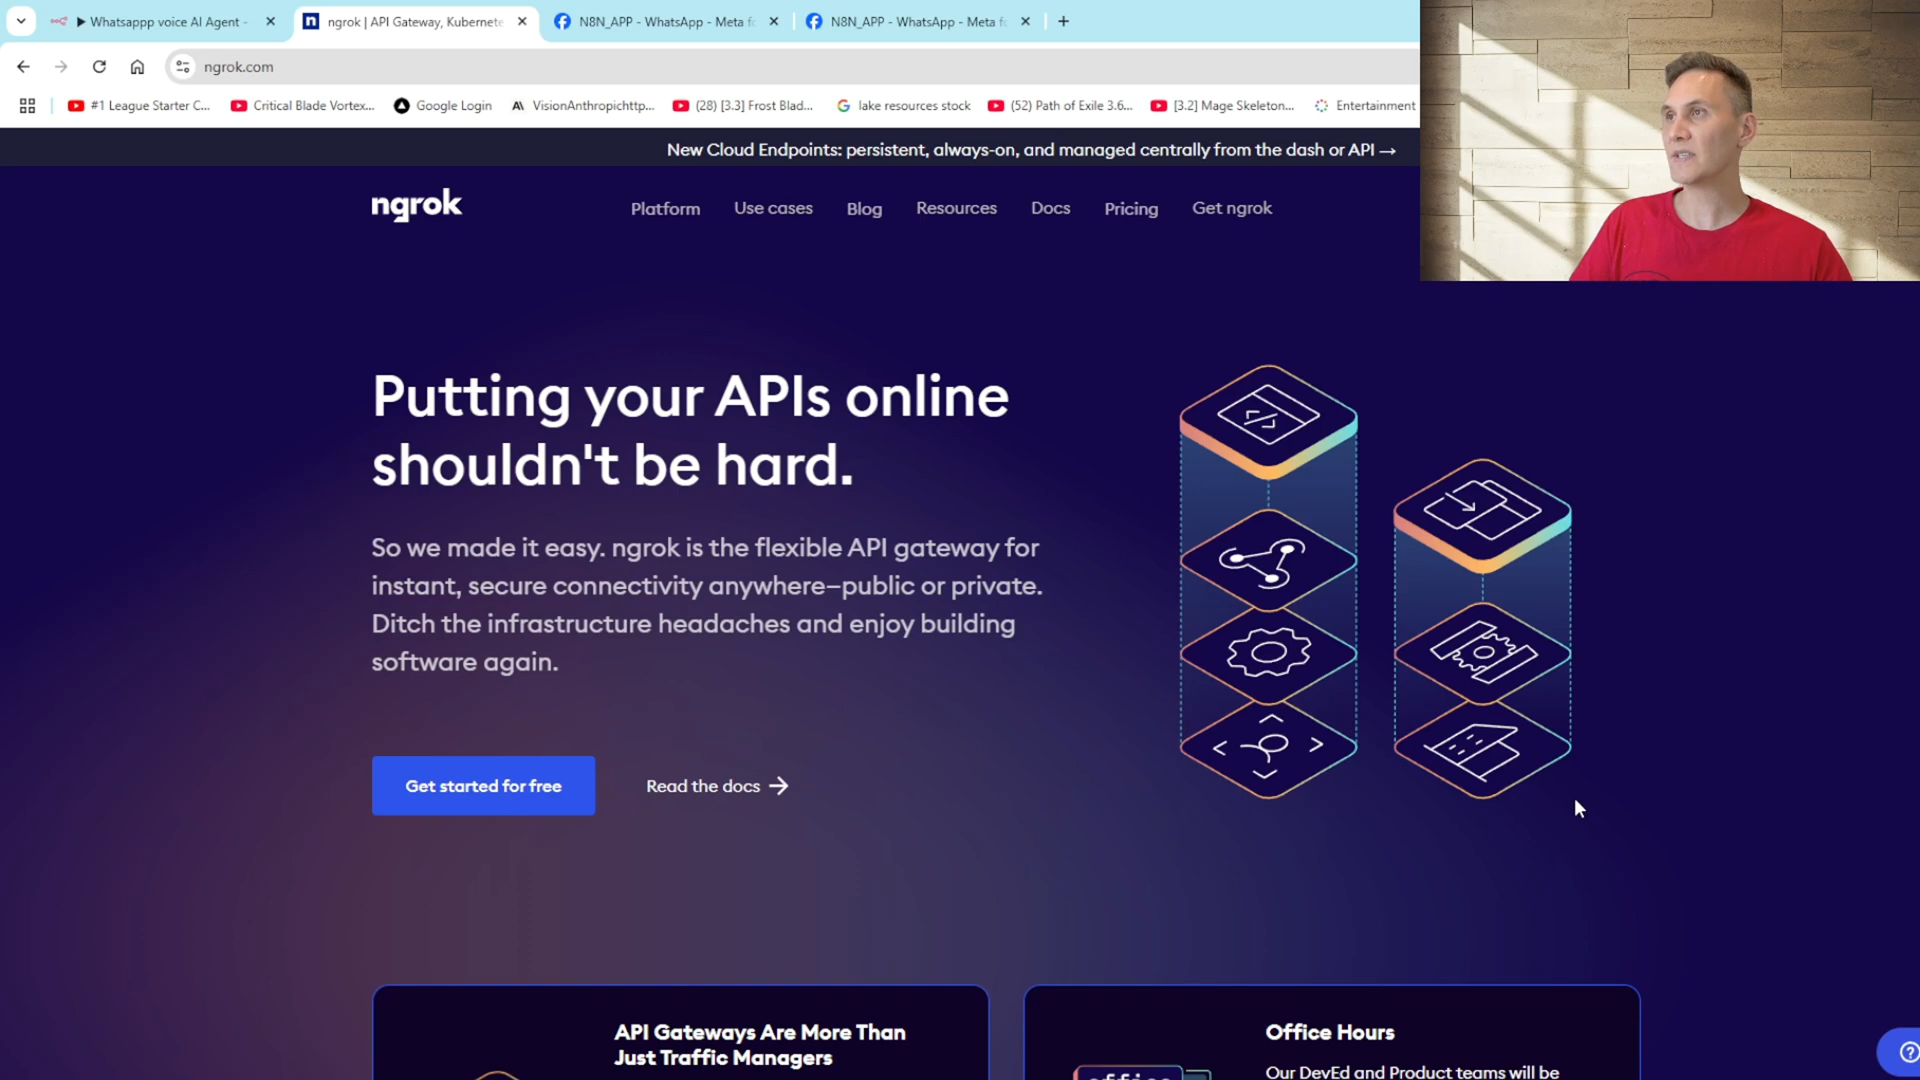 Whatsappp voice AI Agent -
ngrok | API Gateway, Kubernete
N8N_APP - WhatsApp - Meta fo
N8N_APP - WhatsApp - Meta fo
ngrok.com
#1 League Starter C...
Critical Blade Vortex...
Google Login
VisionAnthropichttp...
(28) [3.3] Frost Blad...
lake resources stock
(52) Path of Exile 3.6...
[3.2] Mage Skeleton...
Entertainment
New Cloud Endpoints: persistent, always-on, and managed centrally from the dash or API →
ngrok
Platform
Use cases
Blog
Resources
Docs
Pricing
Get ngrok
Putting your APIs online
shouldn't be hard.
So we made it easy. ngrok is the flexible API gateway for
instant, secure connectivity anywhere—public or private.
Ditch the infrastructure headaches and enjoy building
software again.
Get started for free
Read the docs →
API Gateways Are More Than
Just Traffic Managers
Office Hours
Our DevEd and Product teams will be
office